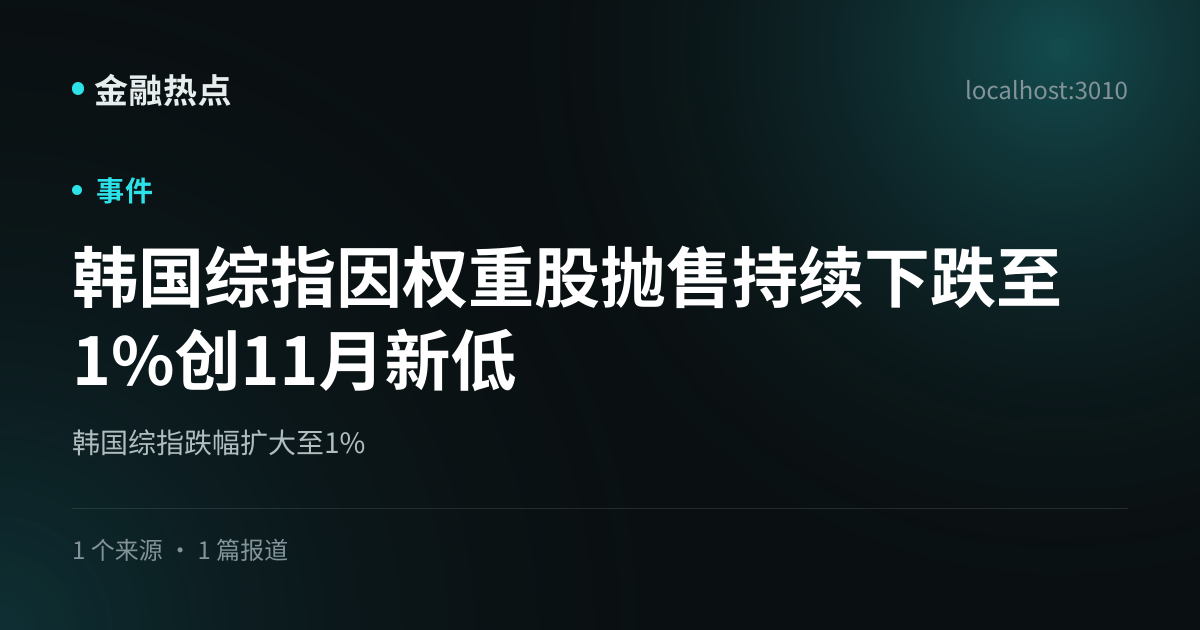 金融热点
localhost:3010
事件
韩国综指因权重股抛售持续下跌至
1%创11月新低
韩国综指跌幅扩大至1%
1 个来源 · 1 篇报道